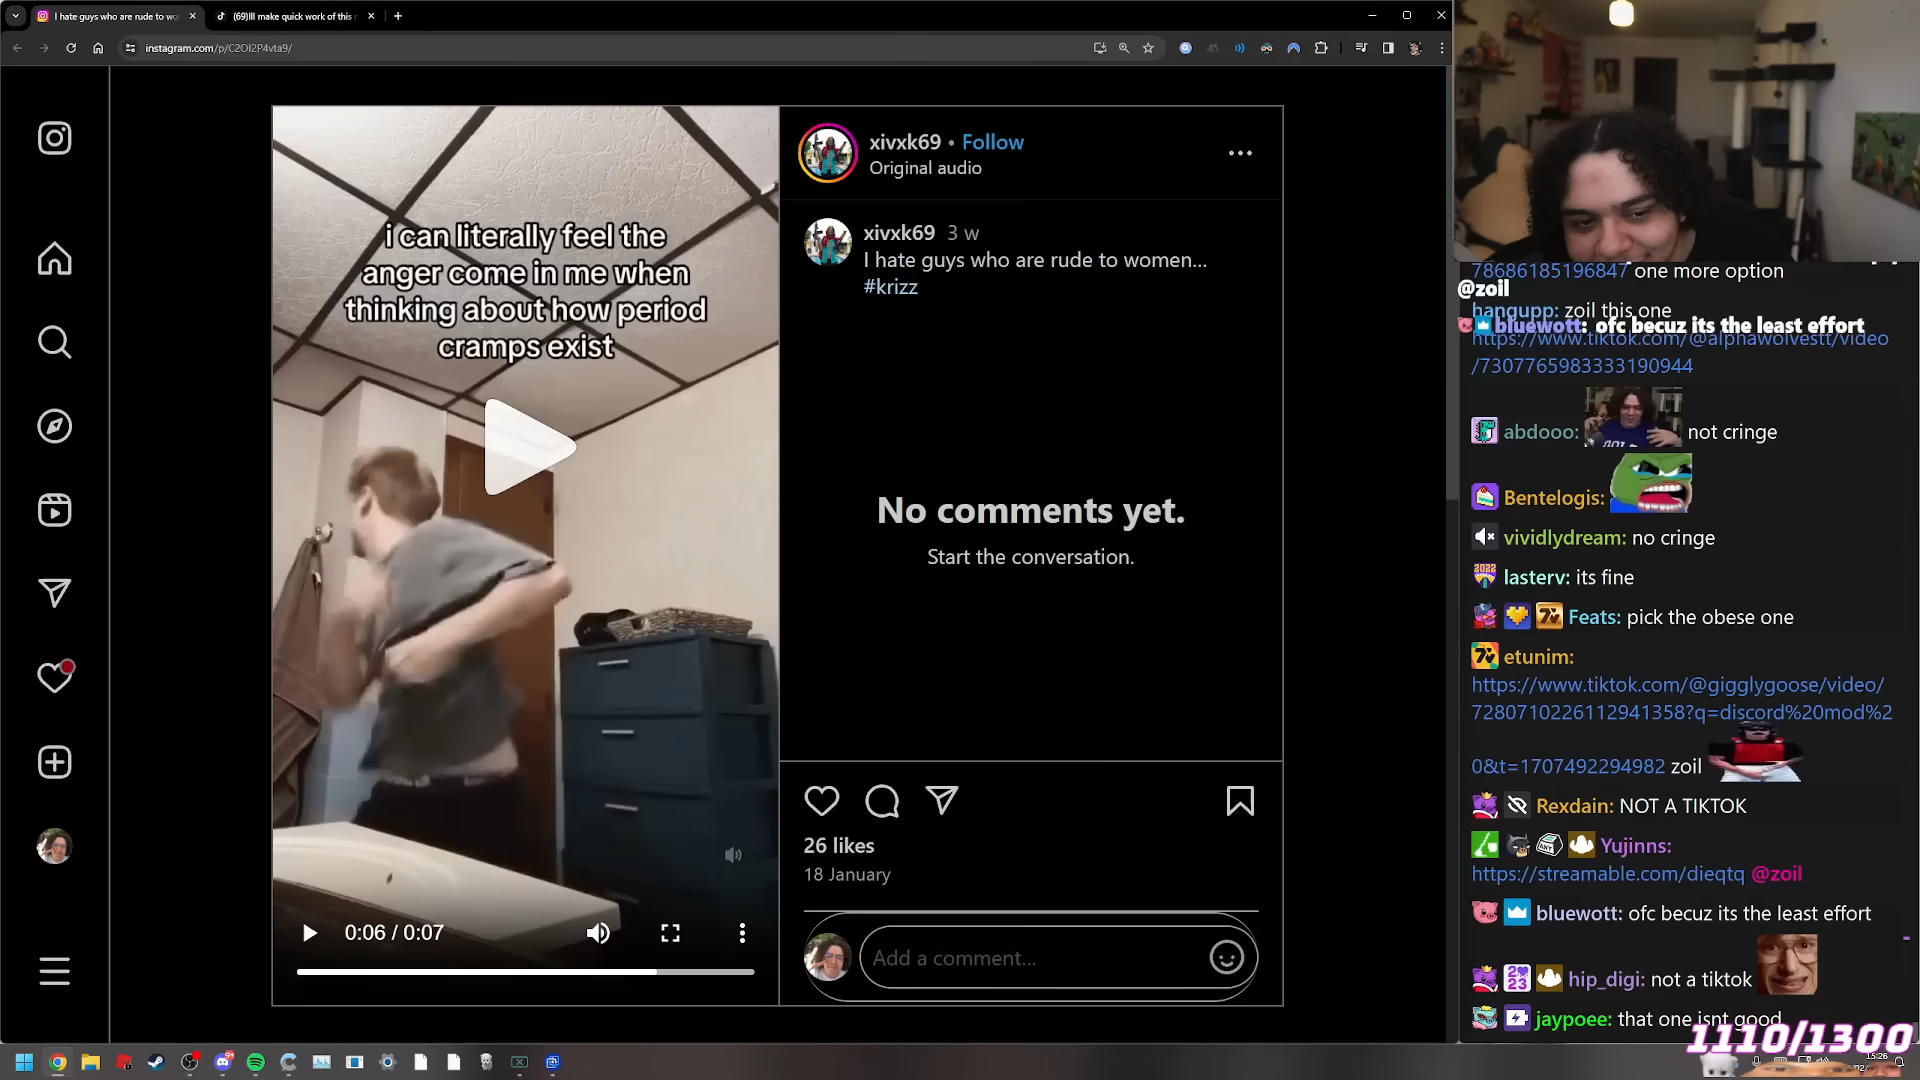 I hate guys who are rude to wo
(69)Ill make quick work of this
instagram.com/p/C2OI2P4vta9/
i can literally feel the
anger come in me when
thinking about how period
cramps exist
0:06 / 0:07
xivxk69 • Follow
Original audio
xivxk69 3 w
I hate guys who are rude to women...
#krizz
No comments yet.
Start the conversation.
26 likes
18 January
Add a comment...
78686185196847 one more option
@zoil
hangupp: zoil this one
bluewott: ofc becuz its the least effort
https://www.tiktok.com/@alphawolvestt/video
/7307765983333190944
abdooo: not cringe
Bentelogis:
vividlydream: no cringe
2022
lasterv: its fine
Feats: pick the obese one
etunim:
https://www.tiktok.com/@gigglygoose/video/
7280710226112941358?q=discord%20mod%2
0&t=1707492294982 zoil
Rexdain: NOT A TIKTOK
Yujinns:
https://streamable.com/dieqtq @zoil
bluewott: ofc becuz its the least effort
hip_digi: not a tiktok
jaypoee: that one isnt good
1110/1300
15:26